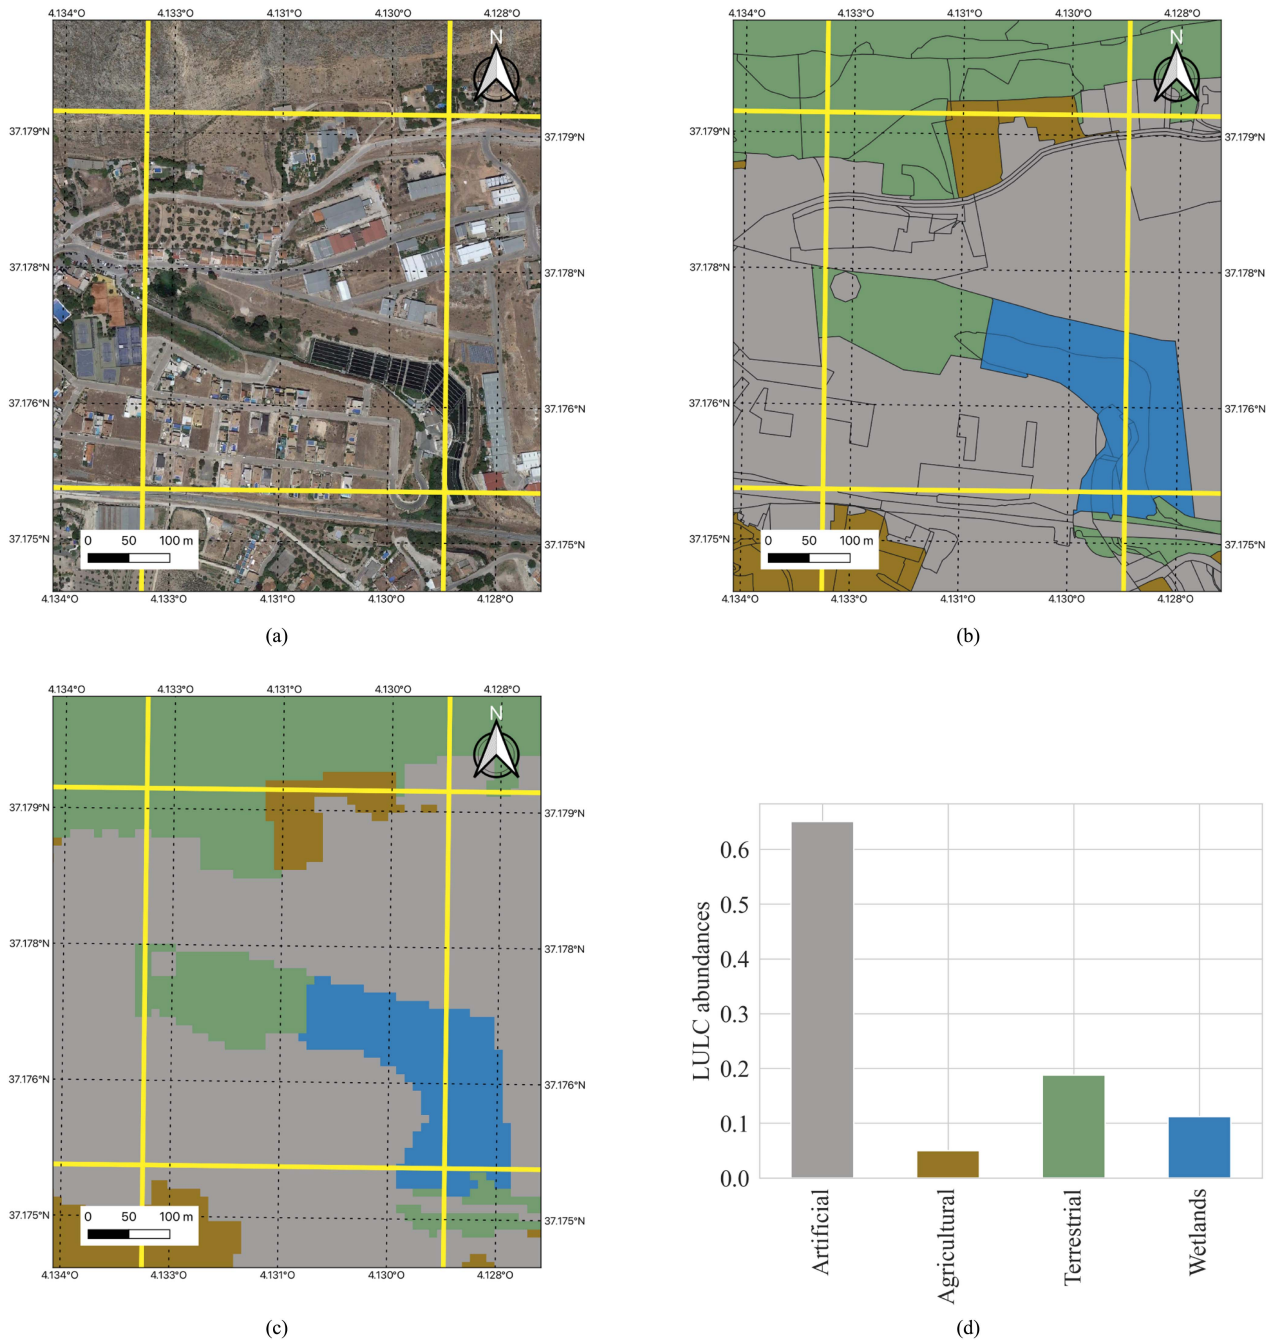 4.134°O 4.133°O 4.131°O 4.130°O 4.128°O
N
37.179°N 37.179°N
37.178°N 37.178°N
37.176°N 37.176°N
37.175°N 37.175°N
0 50 100 m
4.134°O 4.133°O 4.131°O 4.130°O 4.128°O
(a)
4.134°O 4.133°O 4.131°O 4.130°O 4.128°O
N
37.179°N 37.179°N
37.178°N 37.178°N
37.176°N 37.176°N
37.175°N 37.175°N
0 50 100 m
4.134°O 4.133°O 4.131°O 4.130°O 4.128°O
(b)
4.134°O 4.133°O 4.131°O 4.130°O 4.128°O
N
37.179°N 37.179°N
37.178°N 37.178°N
37.176°N 37.176°N
37.175°N 37.175°N
0 50 100 m
4.134°O 4.133°O 4.131°O 4.130°O 4.128°O
(c)
LULC abundances
0.6
0.5
0.4
0.3
0.2
0.1
0.0
Artificial
Agricultural
Terrestrial
Wetlands
(d)